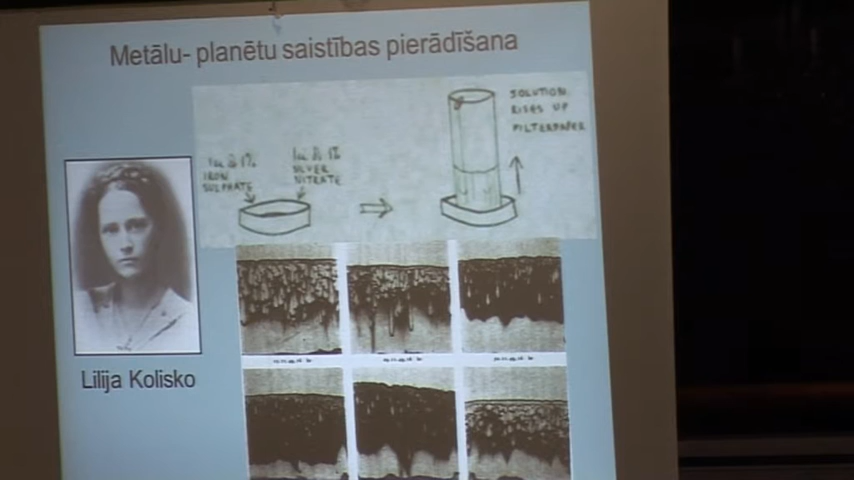 Metālu- planētu saistības pierādīšana
SOLUTION
RISES UP
FILTERPAPER
IRON
SULPHATE
SILVER
NITRATE
Lilija Kolisko